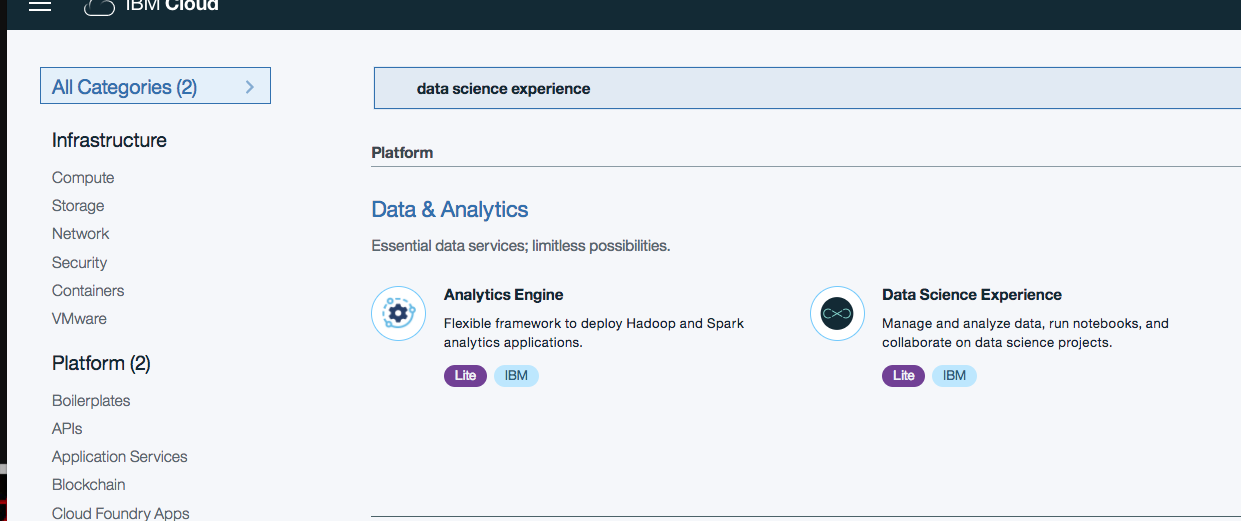 IBM Cloud
All Categories (2)
Infrastructure
Compute
Storage
Network
Security
Containers
VMware
Platform (2)
Boilerplates
APIs
Application Services
Blockchain
Cloud Foundry Apps
data science experience
Platform
Data & Analytics
Essential data services; limitless possibilities.
Analytics Engine
Flexible framework to deploy Hadoop and Spark
analytics applications.
Lite IBM
Data Science Experience
Manage and analyze data, run notebooks, and
collaborate on data science projects.
Lite IBM